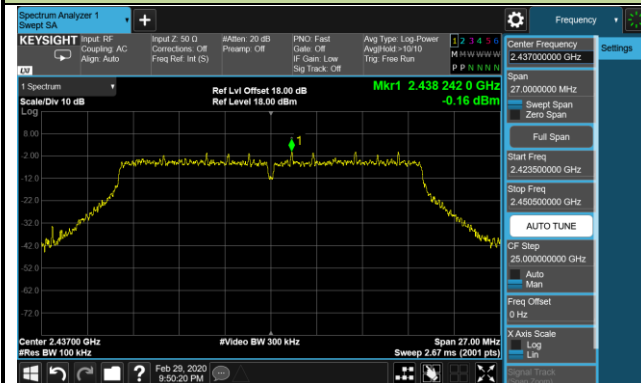 Spectrum Analyzer 1
Swept SA
+
Frequency
KEYSIGHT
Input: RF
Coupling: AC
Align: Auto
Input Z: 50 Ω
Corrections: Off
Freq Ref: Int (S)
#Atten: 20 dB
Preamp: Off
PNO: Fast
Gate: Off
IF Gain: Low
Sig Track: Off
Avg Type: Log-Power
Avg|Hold:>10/10
Trig: Free Run
1 2 3 4 5 6
M W W W W W
P P N N N N
LXI
1 Spectrum
Scale/Div 10 dB
Log
Ref Lvl Offset 18.00 dB
Ref Level 18.00 dBm
Mkr1 2.438 242 0 GHz
-0.16 dBm
1
8.00
-2.00
-12.0
-22.0
-32.0
-42.0
-52.0
-62.0
-72.0
Center 2.43700 GHz
#Res BW 100 kHz
#Video BW 300 kHz
Span 27.00 MHz
Sweep 2.67 ms (2001 pts)
Feb 29, 2020
9:50:20 PM
Settings
Center Frequency
2.437000000 GHz
Span
27.0000000 MHz
Swept Span
Zero Span
Full Span
Start Freq
2.423500000 GHz
Stop Freq
2.450500000 GHz
AUTO TUNE
CF Step
25.000000000 GHz
Auto
Man
Freq Offset
0 Hz
X Axis Scale
Log
Lin
Signal Track